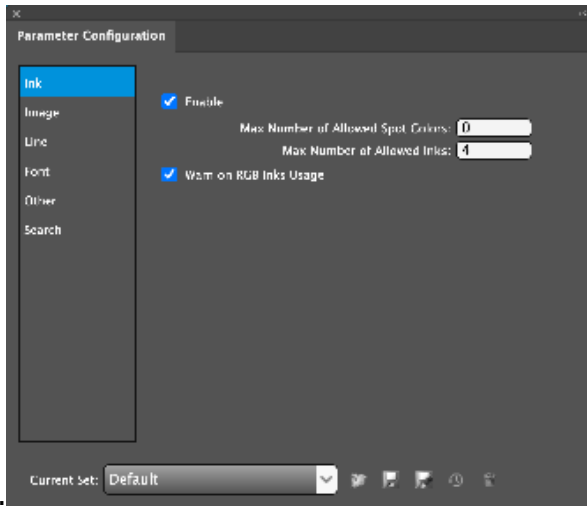 Parameter Configuration
Ink
Image
Line
Font
Other
Search
Enable
Max Number of Allowed Spot Colors: 0
Max Number of Allowed Inks: 4
Warn on RGB Inks Usage
Current Set: Default